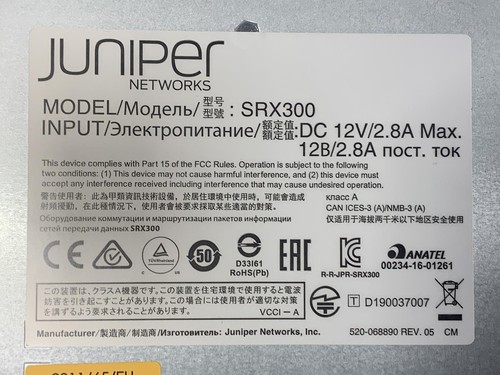 JUNIPER
NETWORKS
MODEL/Модель/型号/型號: SRX300
INPUT/Электропитание/额定值/額定值:DC 12V/2.8A Max.
12В/2.8A пост. ток
This device complies with Part 15 of the FCC Rules. Operation is subject to the following
two conditions: (1) This device may not cause harmful interference, and (2) this device must
accept any interference received including interference that may cause undesired operation.
警告使用者: 此為甲類資訊技術設備，於居住環境中使用時，可能會造成
射頻擾動，在此種情況下，使用者會被要求採取某些適當的對策。
класс A
CAN ICES-3 (A)/NMB-3 (A)
仅适用于海拔两千米以下地区安全使用
Оборудование коммутации и маршрутизации пакетов информации
сеть передачи данных SRX300
CE
TÜVRheinland
c us
50
D33I61
RoHS(Pb)
EAC
R-R-JPR-SRX300
ANATEL
00234-16-01261
この装置は、クラスA機器です。この装置を住宅環境で使用すると電波
妨害を引き起こすことがあります。この場合には使用者が適切な対策
を講ずるよう要求されることがあります。
VCCI－A
T D190037007
Manufacturer/製造商/制造商/Изготовитель: Juniper Networks, Inc.
520-068890 REV. 05 CM
2011/65/EU